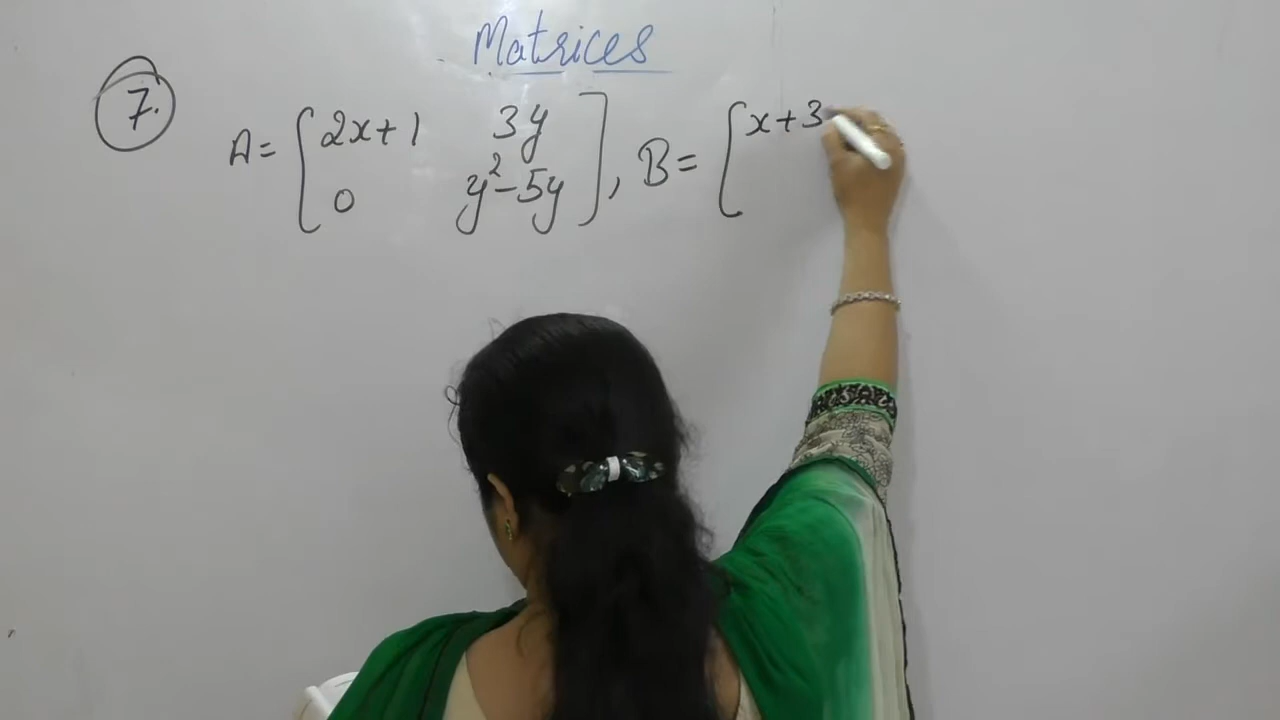 Matrices
7.
A = [ 2x+1 3y ] , B = [ x+3
0 y²-5y